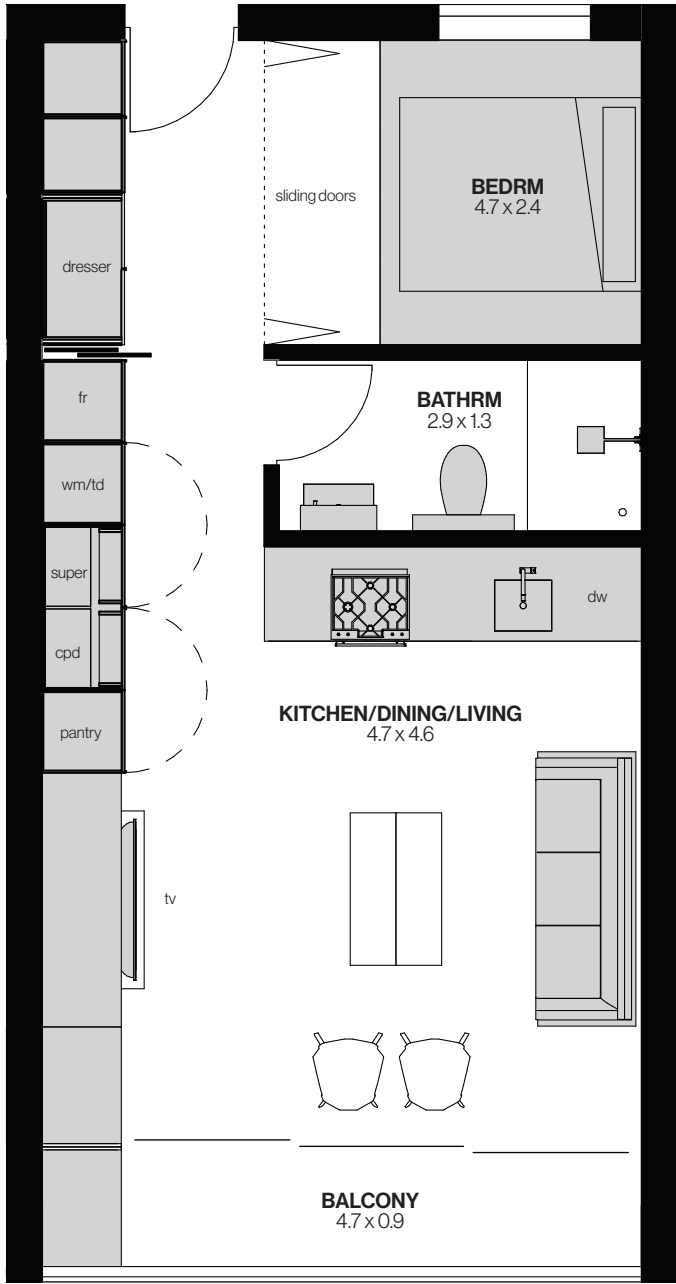 sliding doors
BEDRM
4.7 x 2.4
dresser
fr
BATHRM
2.9 x 1.3
wm/td
super
cpd
dw
pantry
KITCHEN/DINING/LIVING
4.7 x 4.6
tv
BALCONY
4.7 x 0.9